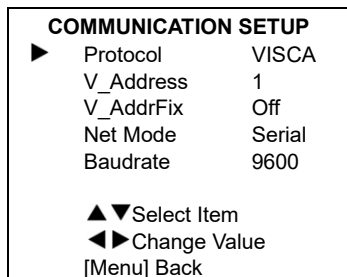 COMMUNICATION SETUP
▶ Protocol VISCA
V_Address 1
V_AddrFix Off
Net Mode Serial
Baudrate 9600
▲▼Select Item
◀▶Change Value
[Menu] Back